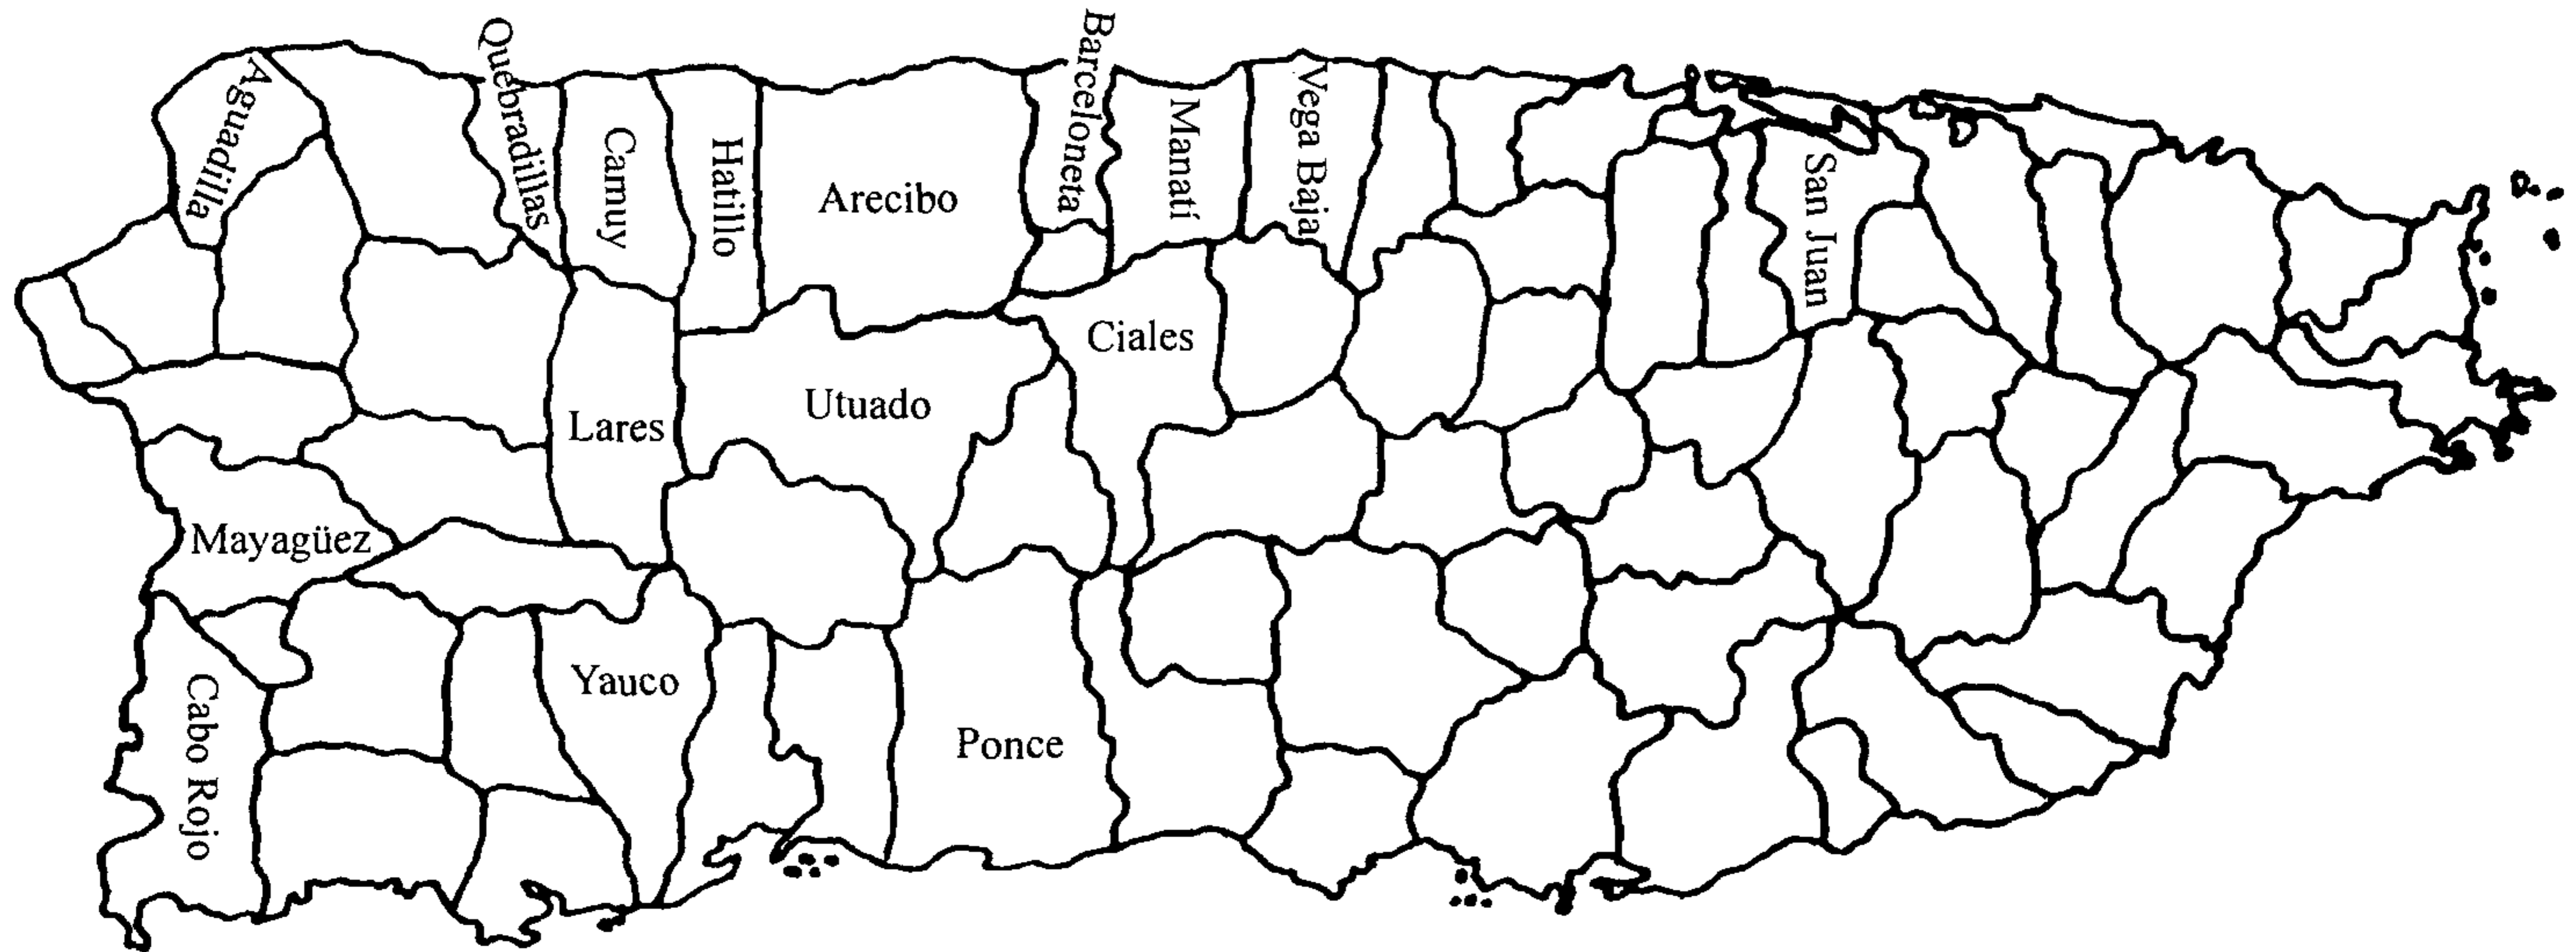 Aguadilla
Quebradillas
Camuy
Hatillo
Arecibo
Barceloneta
Manatí
Vega Baja
San Juan
Ciales
Utuado
Lares
Mayagüez
Yauco
Cabo Rojo
Ponce